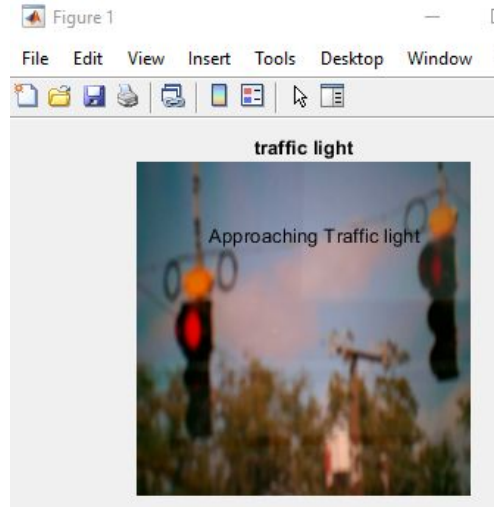 Figure 1
File Edit View Insert Tools Desktop Window
traffic light
Approaching Traffic light